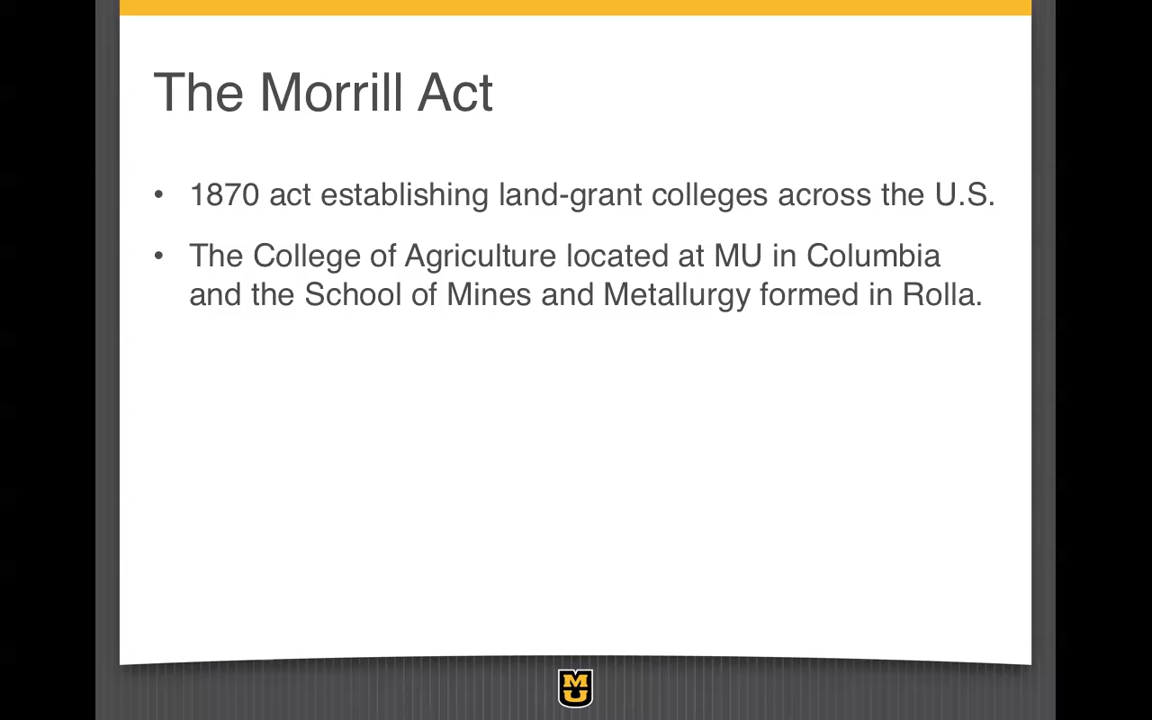 The Morrill Act
• 1870 act establishing land-grant colleges across the U.S.
• The College of Agriculture located at MU in Columbia
and the School of Mines and Metallurgy formed in Rolla.
MU